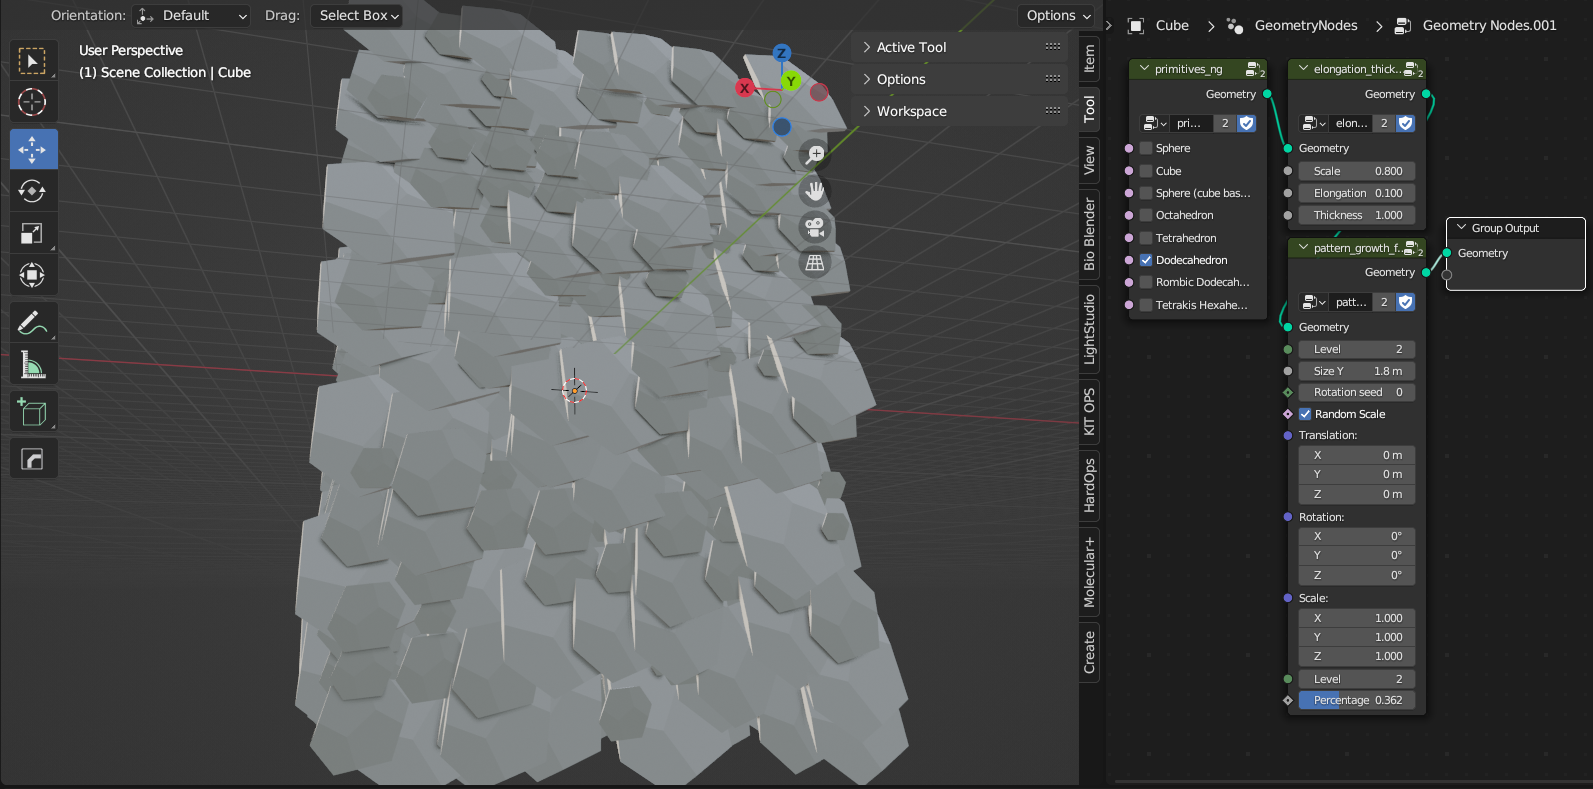 Orientation: Default Drag: Select Box
Options
User Perspective
(1) Scene Collection | Cube
Z
X
Y
Active Tool
Options
Workspace
Item
Tool
View
Bio Blender
LightStudio
KIT OPS
HardOps
Molecular+
Create
Cube
GeometryNodes
Geometry Nodes.001
primitives_ng 2
Geometry
pri... 2
Sphere
Cube
Sphere (cube bas...
Octahedron
Tetrahedron
Dodecahedron
Rombic Dodecah...
Tetrakis Hexahe...
elongation_thick... 2
Geometry
elon... 2
Geometry
Scale 0.800
Elongation 0.100
Thickness 1.000
pattern_growth_f... 2
Geometry
patt... 2
Geometry
Level 2
Size Y 1.8 m
Rotation seed 0
Random Scale
Translation:
X 0 m
Y 0 m
Z 0 m
Rotation:
X 0°
Y 0°
Z 0°
Scale:
X 1.000
Y 1.000
Z 1.000
Level 2
Percentage 0.362
Group Output
Geometry